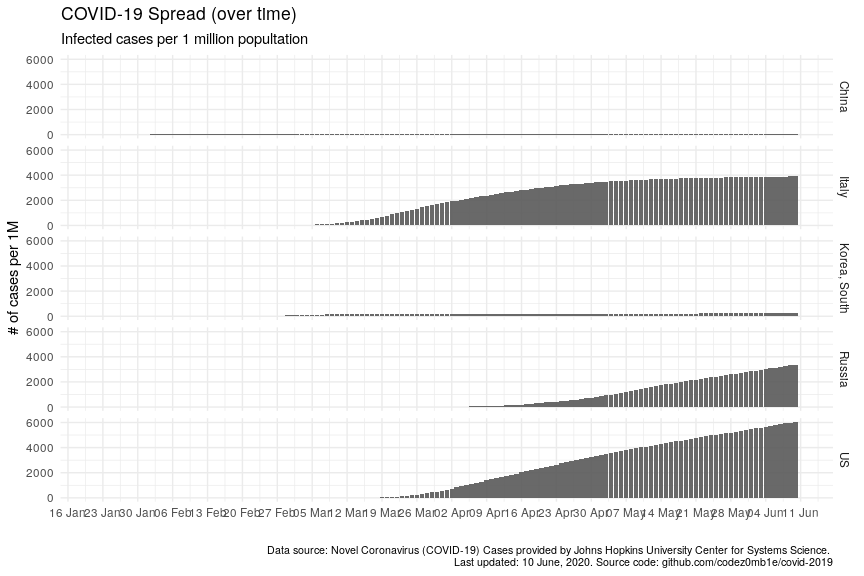 COVID-19 Spread (over time)
Infected cases per 1 million popultation
# of cases per 1M
6000
4000
2000
0
China
6000
4000
2000
0
Italy
6000
4000
2000
0
Korea, South
6000
4000
2000
0
Russia
6000
4000
2000
0
US
16 Jan 23 Jan 30 Jan 06 Feb 13 Feb 20 Feb 27 Feb 05 Mar 12 Mar 19 Mar 26 Mar 02 Apr 09 Apr 16 Apr 23 Apr 30 Apr 07 May 14 May 21 May 28 May 04 Jun 11 Jun
Data source: Novel Coronavirus (COVID-19) Cases provided by Johns Hopkins University Center for Systems Science.
Last updated: 10 June, 2020. Source code: github.com/codez0mb1e/covid-2019